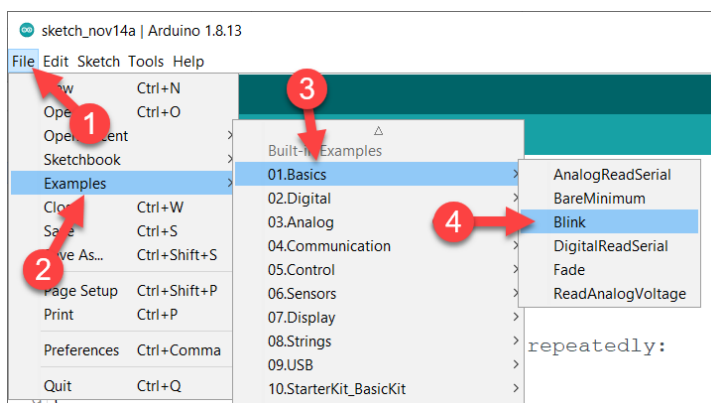 sketch_nov14a | Arduino 1.8.13
File Edit Sketch Tools Help
Ctrl+N
Ctrl+O
Sketchbook
Examples
Ctrl+W
Ctrl+S
As... Ctrl+Shift+S
Page Setup Ctrl+Shift+P
Print Ctrl+P
Preferences Ctrl+Comma
Quit Ctrl+Q
Built-in Examples
01.Basics
02.Digital
03.Analog
04.Communication
05.Control
06.Sensors
07.Display
08.Strings
09.USB
10.StarterKit_BasicKit
AnalogReadSerial
BareMinimum
Blink
DigitalReadSerial
Fade
ReadAnalogVoltage
repeatedly:
1
2
3
4